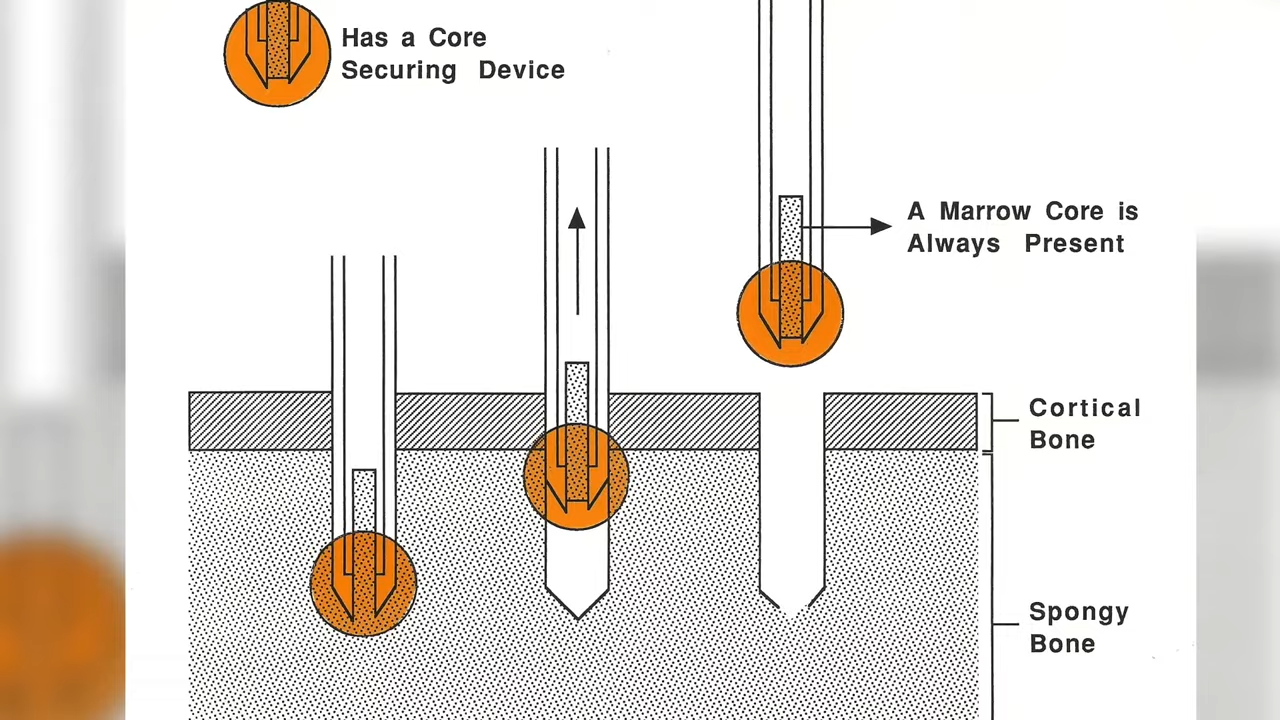 Has a Core
Securing Device
A Marrow Core is
Always Present
Cortical
Bone
Spongy
Bone